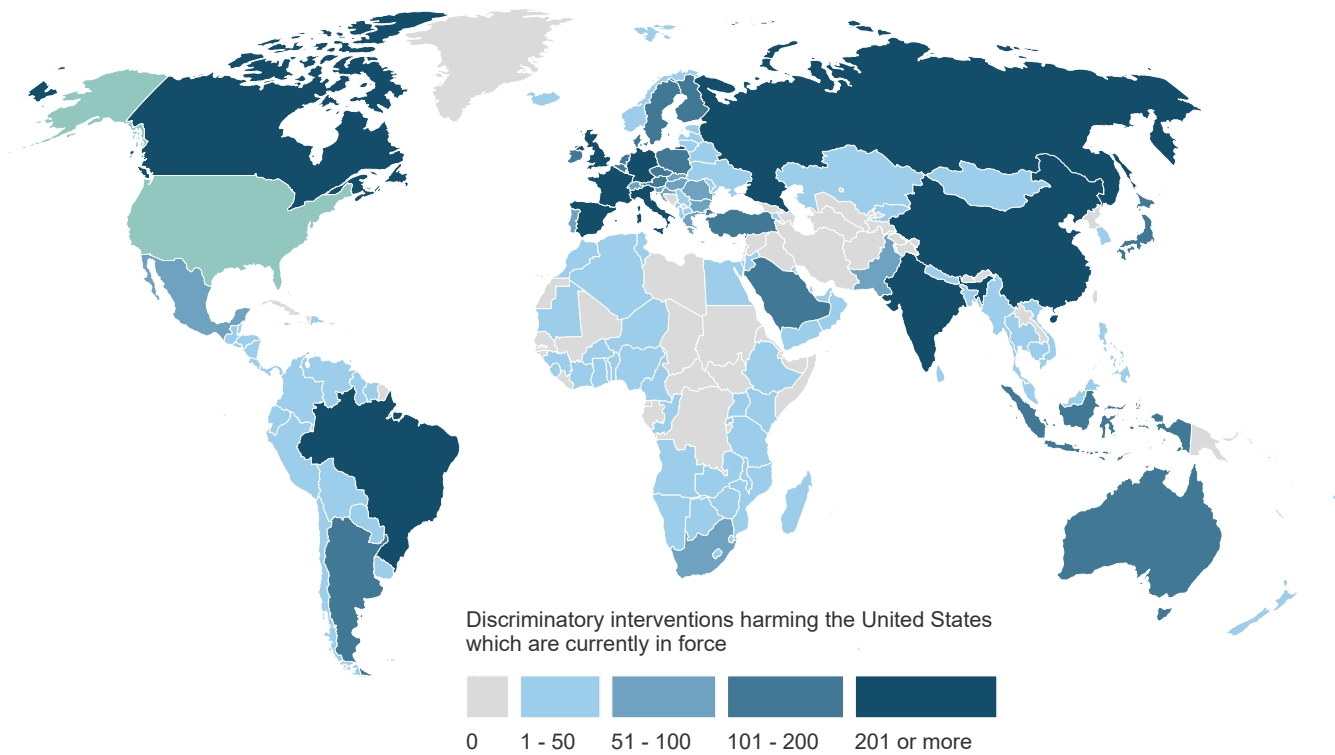 Discriminatory interventions harming the United States
which are currently in force
0 1 - 50 51 - 100 101 - 200 201 or more